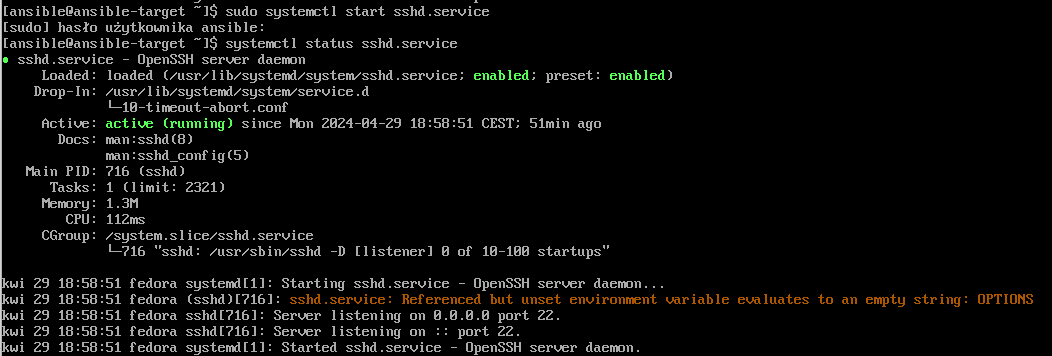 [ansible@ansible-target ~]$ sudo systemctl start sshd.service
[sudo] hasło użytkownika ansible:
[ansible@ansible-target ~]$ systemctl status sshd.service
● sshd.service - OpenSSH server daemon
     Loaded: loaded (/usr/lib/systemd/system/sshd.service; enabled; preset: enabled)
    Drop-In: /usr/lib/systemd/system/service.d
             └─10-timeout-abort.conf
     Active: active (running) since Mon 2024-04-29 18:58:51 CEST; 51min ago
       Docs: man:sshd(8)
             man:sshd_config(5)
   Main PID: 716 (sshd)
      Tasks: 1 (limit: 2321)
     Memory: 1.3M
        CPU: 112ms
     CGroup: /system.slice/sshd.service
             └─716 "sshd: /usr/sbin/sshd -D [listener] 0 of 10-100 startups"

kwi 29 18:58:51 fedora systemd[1]: Starting sshd.service - OpenSSH server daemon...
kwi 29 18:58:51 fedora (sshd)[716]: sshd.service: Referenced but unset environment variable evaluates to an empty string: OPTIONS
kwi 29 18:58:51 fedora sshd[716]: Server listening on 0.0.0.0 port 22.
kwi 29 18:58:51 fedora sshd[716]: Server listening on :: port 22.
kwi 29 18:58:51 fedora systemd[1]: Started sshd.service - OpenSSH server daemon.